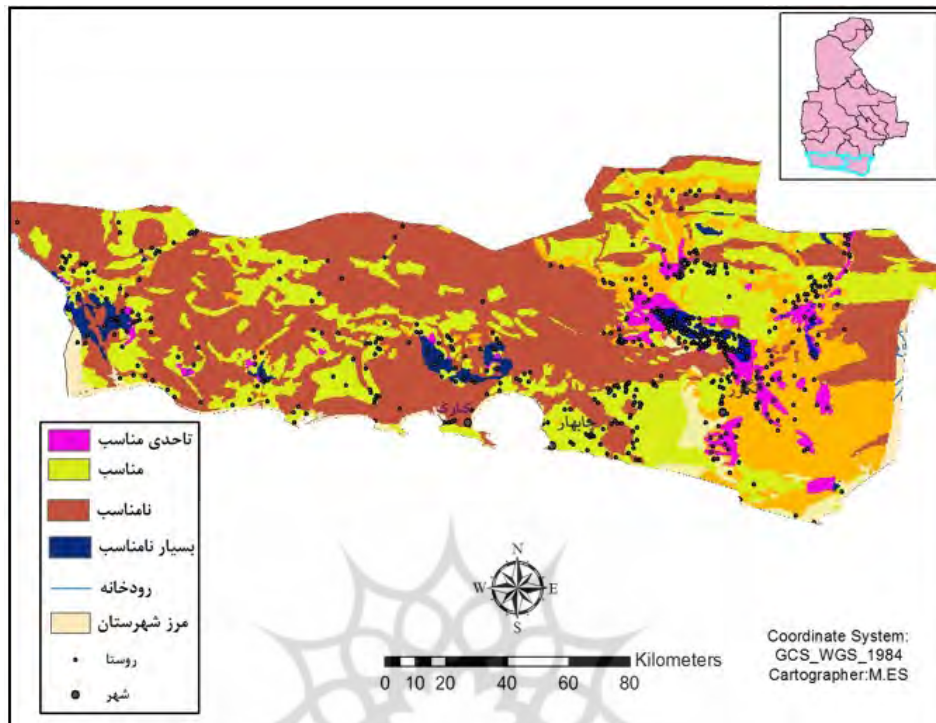 کنارک
چابهار
تاحدی مناسب
مناسب
نامناسب
بسیار نامناسب
رودخانه
مرز شهرستان
روستا
شهر
N
W E
S
Kilometers
0 10 20 40 60 80
Coordinate System:
GCS_WGS_1984
Cartographer:M.ES